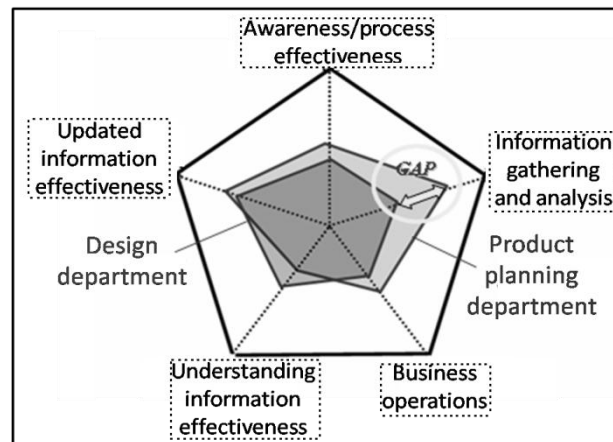 Awareness/process
effectiveness
Updated
information
effectiveness
GAP
Information
gathering
and analysis
Design
department
Product
planning
department
Understanding
information
effectiveness
Business
operations